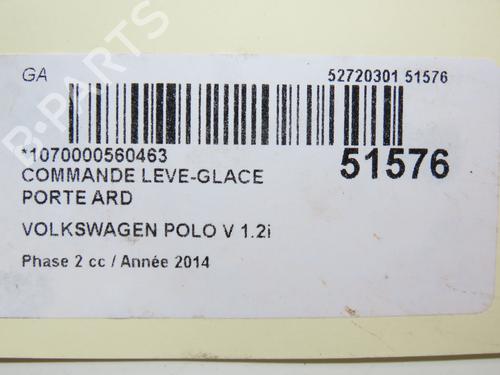 GA
52720301 51576
*1070000560463
51576
COMMANDE LEVE-GLACE
PORTE ARD
VOLKSWAGEN POLO V 1.2i
Phase 2 cc / Année 2014
B-PARTS